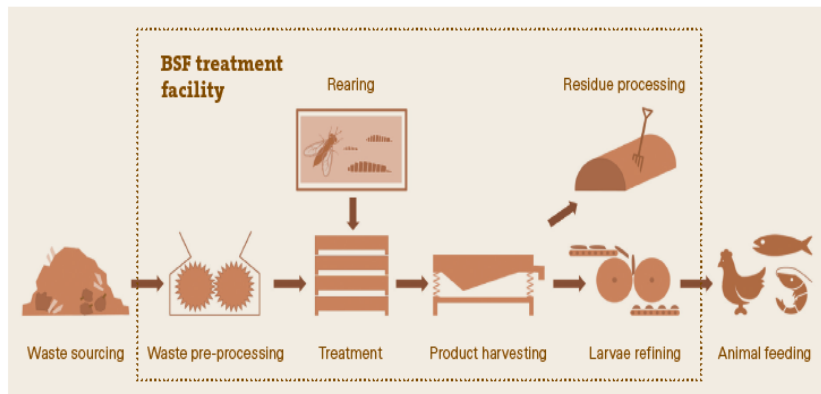 BSF treatment
facility
Rearing
Residue processing
Waste sourcing
Waste pre-processing
Treatment
Product harvesting
Larvae refining
Animal feeding